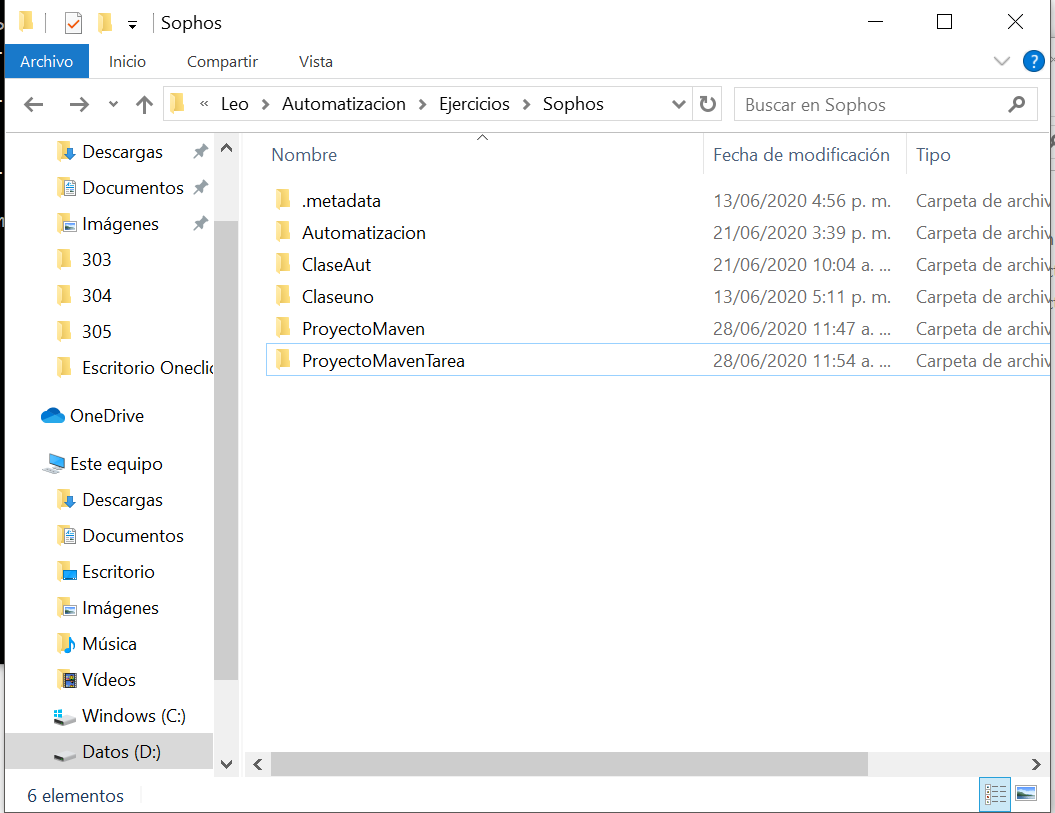 Sophos
Archivo Inicio Compartir Vista ?
« Leo > Automatizacion > Ejercicios > Sophos Buscar en Sophos
Nombre Fecha de modificación Tipo
.metadata 13/06/2020 4:56 p. m. Carpeta de archiv
Automatizacion 21/06/2020 3:39 p. m. Carpeta de archiv
ClaseAut 21/06/2020 10:04 a. ... Carpeta de archiv
Claseuno 13/06/2020 5:11 p. m. Carpeta de archiv
ProyectoMaven 28/06/2020 11:47 a. ... Carpeta de archiv
ProyectoMavenTarea 28/06/2020 11:54 a. ... Carpeta de archiv
Descargas
Documentos
Imágenes
303
304
305
Escritorio Oneclic
OneDrive
Este equipo
Descargas
Documentos
Escritorio
Imágenes
Música
Vídeos
Windows (C:)
Datos (D:)
6 elementos